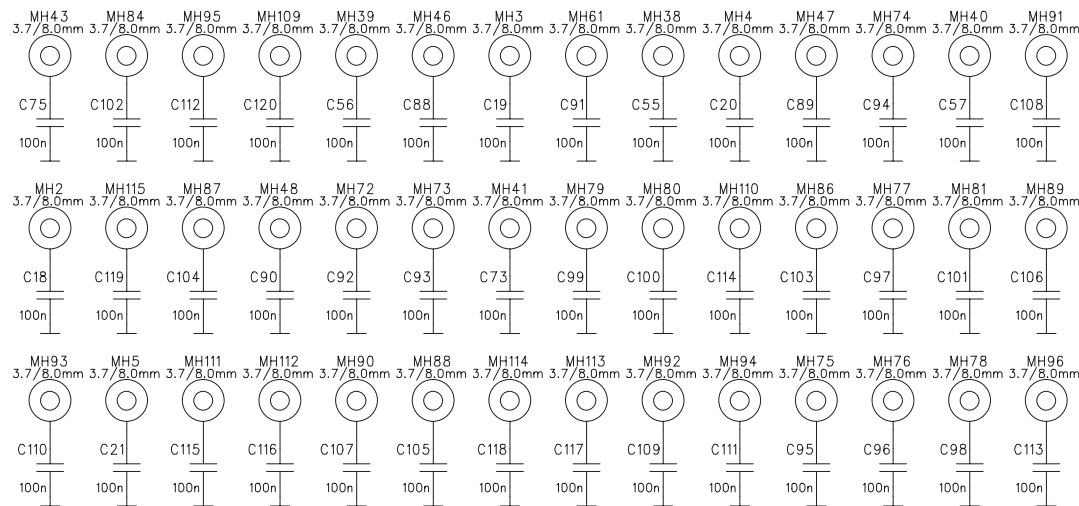 MH43 MH84 MH95 MH109 MH39 MH46 MH3 MH61 MH38 MH4 MH47 MH74 MH40 MH91
3.7/8.0mm 3.7/8.0mm 3.7/8.0mm 3.7/8.0mm 3.7/8.0mm 3.7/8.0mm 3.7/8.0mm 3.7/8.0mm 3.7/8.0mm 3.7/8.0mm 3.7/8.0mm 3.7/8.0mm 3.7/8.0mm 3.7/8.0mm
C75 C102 C112 C120 C56 C88 C19 C91 C55 C20 C89 C94 C57 C108
100n 100n 100n 100n 100n 100n 100n 100n 100n 100n 100n 100n 100n 100n
MH2 MH115 MH87 MH48 MH72 MH73 MH41 MH79 MH80 MH110 MH86 MH77 MH81 MH89
3.7/8.0mm 3.7/8.0mm 3.7/8.0mm 3.7/8.0mm 3.7/8.0mm 3.7/8.0mm 3.7/8.0mm 3.7/8.0mm 3.7/8.0mm 3.7/8.0mm 3.7/8.0mm 3.7/8.0mm 3.7/8.0mm 3.7/8.0mm
C18 C119 C104 C90 C92 C93 C73 C99 C100 C114 C103 C97 C101 C106
100n 100n 100n 100n 100n 100n 100n 100n 100n 100n 100n 100n 100n 100n
MH93 MH5 MH111 MH112 MH90 MH88 MH114 MH113 MH92 MH94 MH75 MH76 MH78 MH96
3.7/8.0mm 3.7/8.0mm 3.7/8.0mm 3.7/8.0mm 3.7/8.0mm 3.7/8.0mm 3.7/8.0mm 3.7/8.0mm 3.7/8.0mm 3.7/8.0mm 3.7/8.0mm 3.7/8.0mm 3.7/8.0mm 3.7/8.0mm
C110 C21 C115 C116 C107 C105 C118 C117 C109 C111 C95 C96 C98 C113
100n 100n 100n 100n 100n 100n 100n 100n 100n 100n 100n 100n 100n 100n